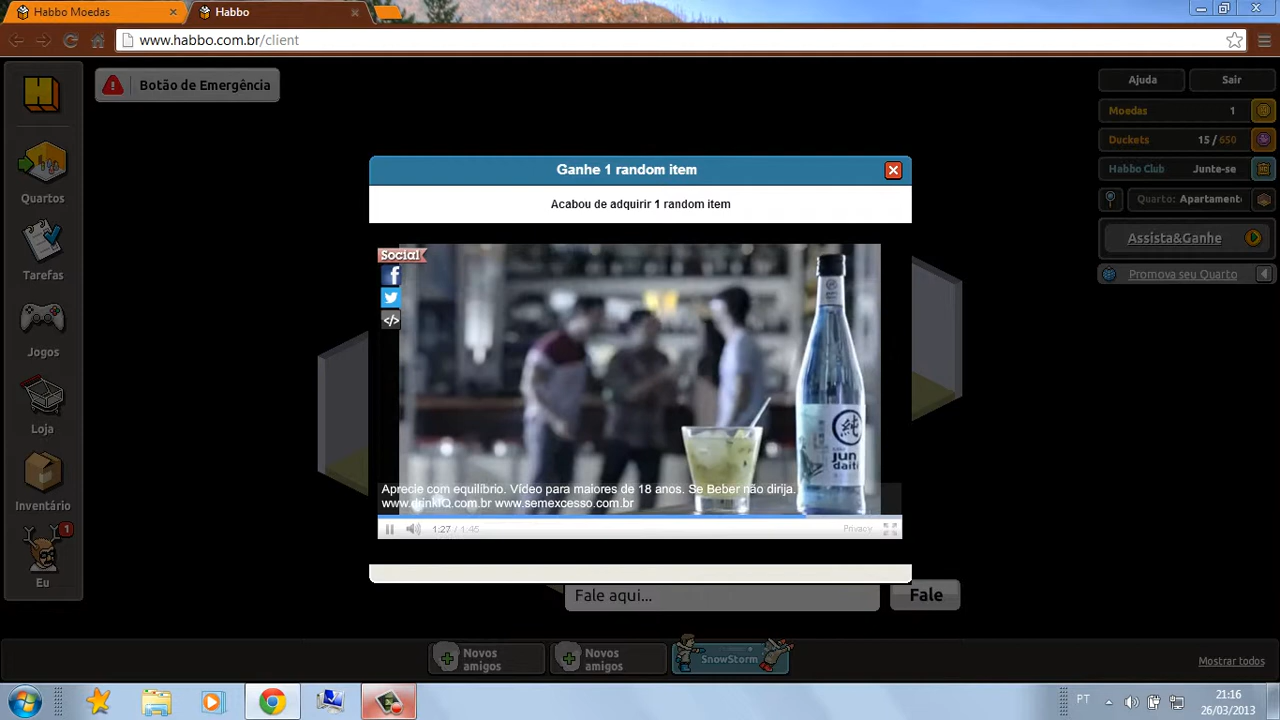 Habbo Moedas
Habbo
www.habbo.com.br/client
Botão de Emergência
Ajuda
Sair
Moedas 1
Duckets 15 / 650
Habbo Club Junte-se
Quarto: Apartament
Assista&Ganhe
Promova seu Quarto
Quartos
Tarefas
Jogos
Loja
Inventário
1
Eu
Ganhe 1 random item
Acabou de adquirir 1 random item
Social
純
jun
daiti
Aprecie com equilíbrio. Vídeo para maiores de 18 anos. Se Beber não dirija.
www.drinkiQ.com.br www.semexcesso.com.br
1:27 / 1:45
Privacy
Fale aqui...
Fale
Novos
amigos
Novos
amigos
SnowStorm
Mostrar todos
PT
21:16
26/03/2013